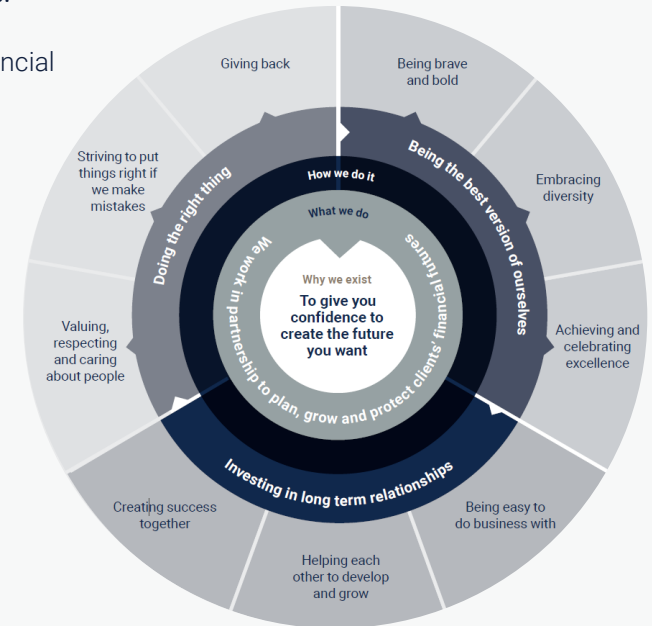 ncial
Giving back
Being brave
and bold
Striving to put
things right if
we make
mistakes
Embracing
diversity
Valuing,
respecting
and caring
about people
Achieving and
celebrating
excellence
Creating success
together
Helping each
other to develop
and grow
Being easy to
do business with
Doing the right thing
Being the best version of ourselves
Investing in long term relationships
How we do it
What we do
We work in partnership to plan, grow and protect clients' financial futures
Why we exist
To give you
confidence to
create the future
you want